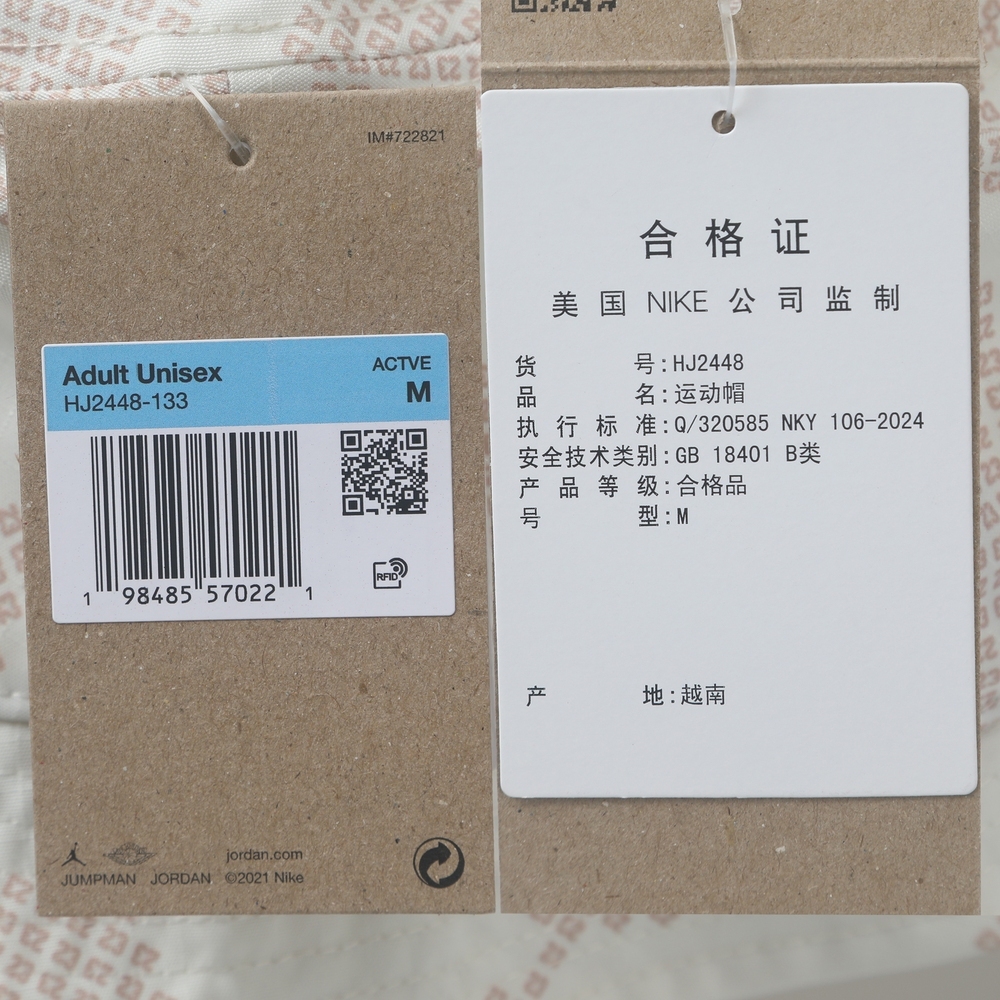 IM#722821
Adult Unisex
ACTVE
HJ2448-133
M
RFID
1 98485 57022 1
JUMPMAN JORDAN
jordan.com
©2021 Nike
合格证
美国 NIKE 公司监制
货号:HJ2448
品名:运动帽
执行标准:Q/320585 NKY 106-2024
安全技术类别:GB 18401 B类
产品等级:合格品
号型:M
产地:越南